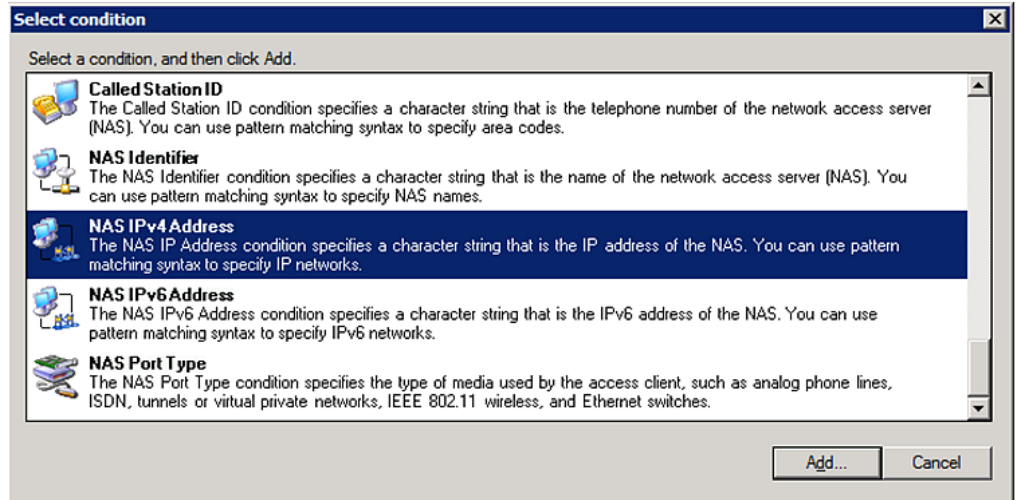 Select condition
Select a condition, and then click Add.
Called Station ID
The Called Station ID condition specifies a character string that is the telephone number of the network access server
(NAS). You can use pattern matching syntax to specify area codes.
NAS Identifier
The NAS Identifier condition specifies a character string that is the name of the network access server (NAS). You
can use pattern matching syntax to specify NAS names.
NAS IPv4 Address
The NAS IP Address condition specifies a character string that is the IP address of the NAS. You can use pattern
matching syntax to specify IP networks.
NAS IPv6 Address
The NAS IPv6 Address condition specifies a character string that is the IPv6 address of the NAS. You can use
pattern matching syntax to specify IPv6 networks.
NAS Port Type
The NAS Port Type condition specifies the type of media used by the access client, such as analog phone lines,
ISDN, tunnels or virtual private networks, IEEE 802.11 wireless, and Ethernet switches.
Add... Cancel